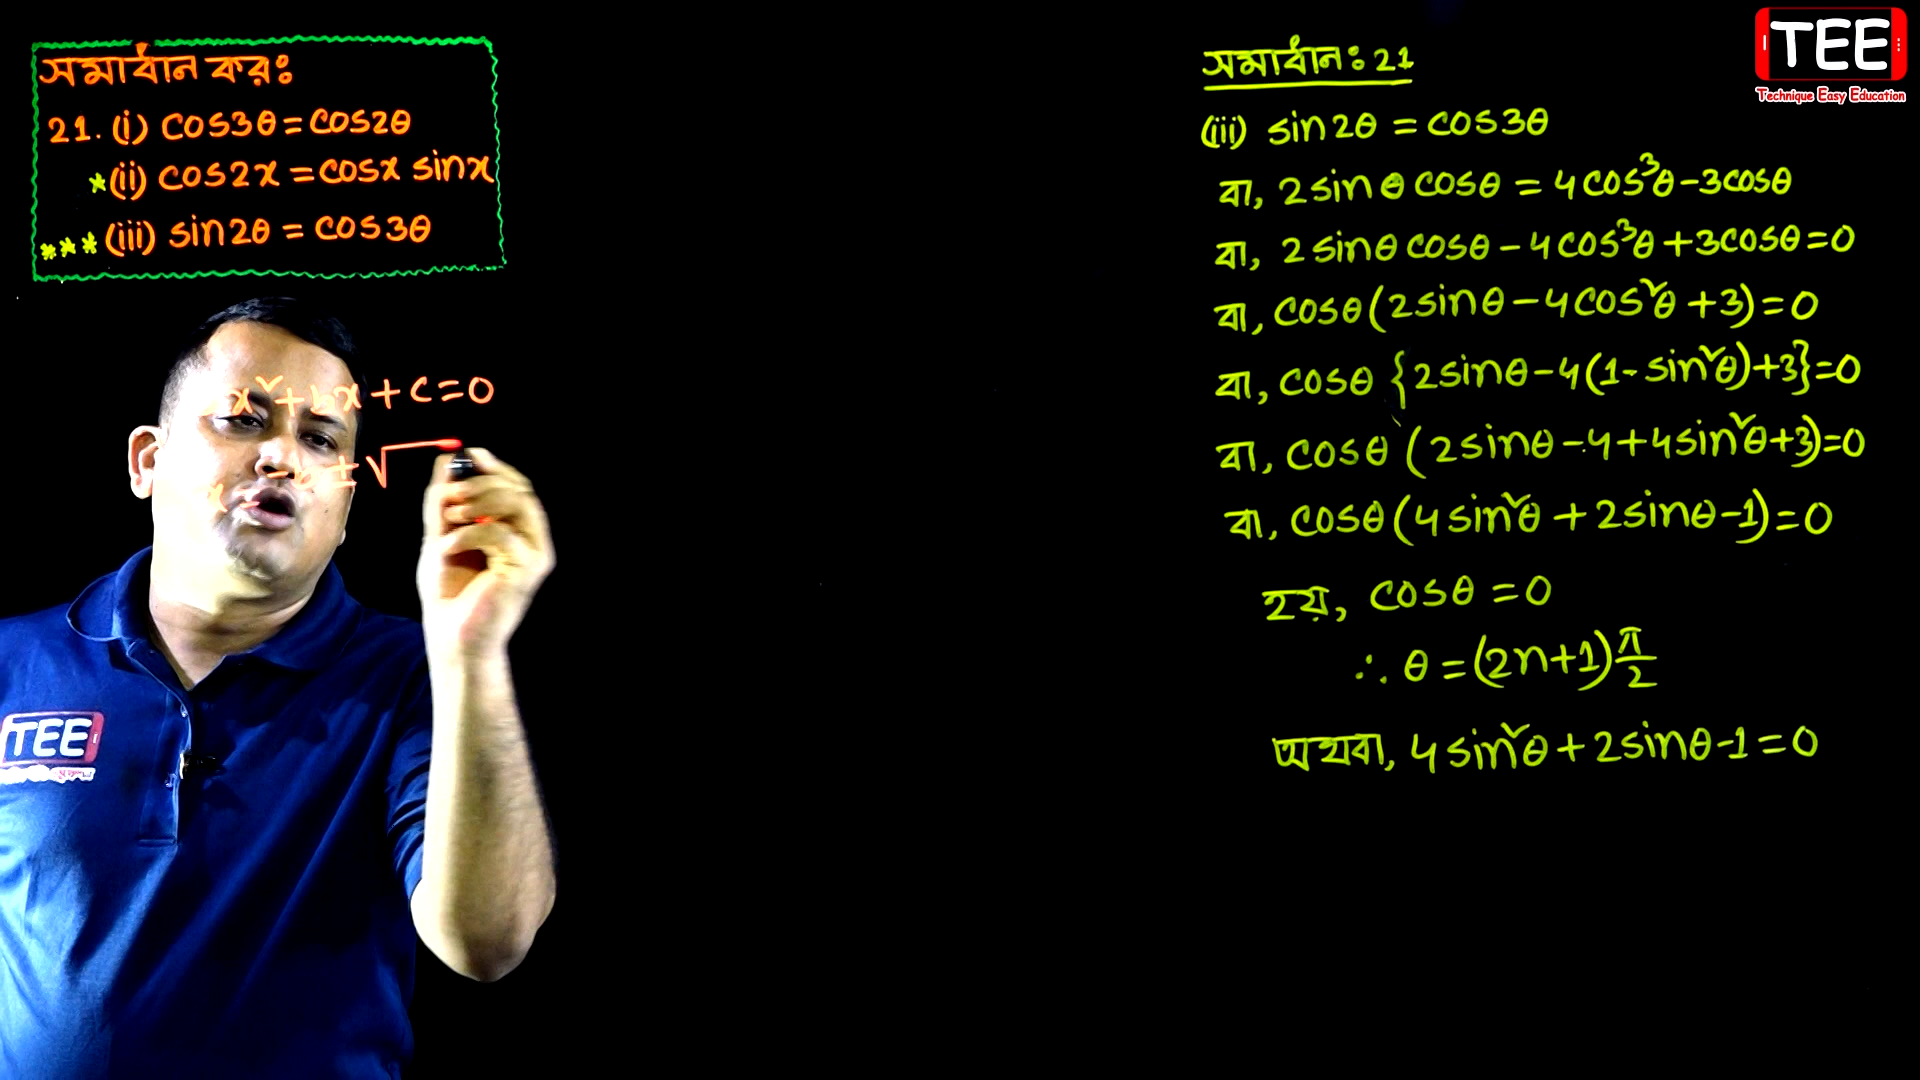 সমাধান করঃ
21. (i) cos3θ = cos2θ
*(ii) cos2x = cosx sinx
***(iii) sin2θ = cos3θ
x² + bx + c = 0
x -b ± √
TEE
সমাধান: 21
(iii) sin2θ = cos3θ
বা, 2sinθ cosθ = 4cos³θ - 3cosθ
বা, 2sinθ cosθ - 4cos³θ + 3cosθ = 0
বা, cosθ(2sinθ - 4cos²θ + 3) = 0
বা, cosθ {2sinθ - 4(1 - sin²θ) + 3} = 0
বা, cosθ (2sinθ - 4 + 4sin²θ + 3) = 0
বা, cosθ (4sin²θ + 2sinθ - 1) = 0
হয়, cosθ = 0
∴ θ = (2n+1)π/2
অথবা, 4sin²θ + 2sinθ - 1 = 0
TEE
Technique Easy Education